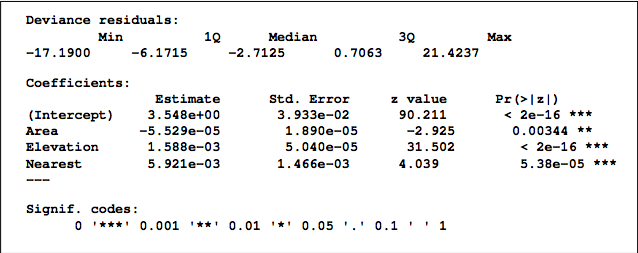 Deviance residuals:
Min 1Q Median 3Q Max
-17.1900 -6.1715 -2.7125 0.7063 21.4237
Coefficients:
Estimate Std. Error z value Pr(>|z|)
(Intercept) 3.548e+00 3.933e-02 90.211 < 2e-16 ***
Area -5.529e-05 1.890e-05 -2.925 0.00344 **
Elevation 1.588e-03 5.040e-05 31.502 < 2e-16 ***
Nearest 5.921e-03 1.466e-03 4.039 5.38e-05 ***
---
Signif. codes:
0 '***' 0.001 '**' 0.01 '*' 0.05 '.' 0.1 ' ' 1